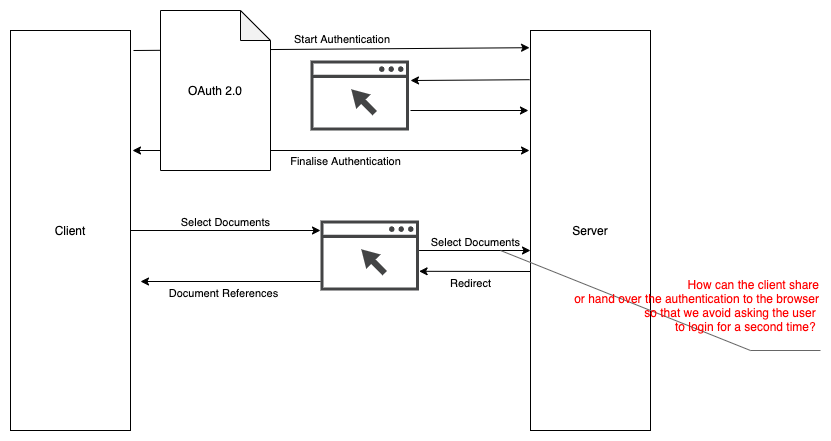 Start Authentication
OAuth 2.0
Finalise Authentication
Client
Server
Select Documents
Select Documents
Document References
Redirect
How can the client share
or hand over the authentication to the browser
so that we avoid asking the user
to login for a second time?